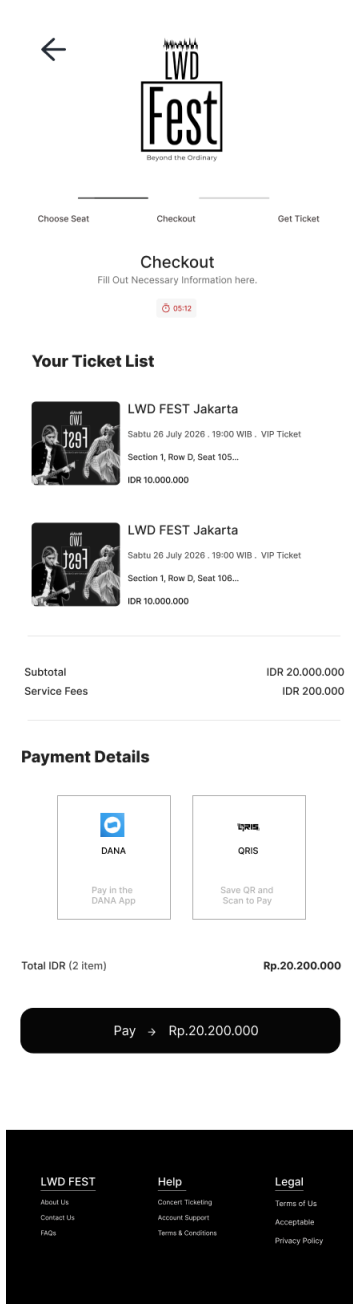 LWD
Fest
Beyond the Ordinary
Choose Seat
Checkout
Get Ticket
Checkout
Fill Out Necessary Information here.
05:12
Your Ticket List
LWD
Fest
LWD FEST Jakarta
Sabtu 26 July 2026 . 19:00 WIB . VIP Ticket
Section 1, Row D, Seat 105...
IDR 10.000.000
LWD
Fest
LWD FEST Jakarta
Sabtu 26 July 2026 . 19:00 WIB . VIP Ticket
Section 1, Row D, Seat 106...
IDR 10.000.000
Subtotal IDR 20.000.000
Service Fees IDR 200.000
Payment Details
DANA
Pay in the
DANA App
QRIS
QRIS
Save QR and
Scan to Pay
Total IDR (2 item) Rp.20.200.000
Pay → Rp.20.200.000
LWD FEST
About Us
Contact Us
FAQs
Help
Concert Ticketing
Account Support
Terms & Conditions
Legal
Terms of Us
Acceptable
Privacy Policy